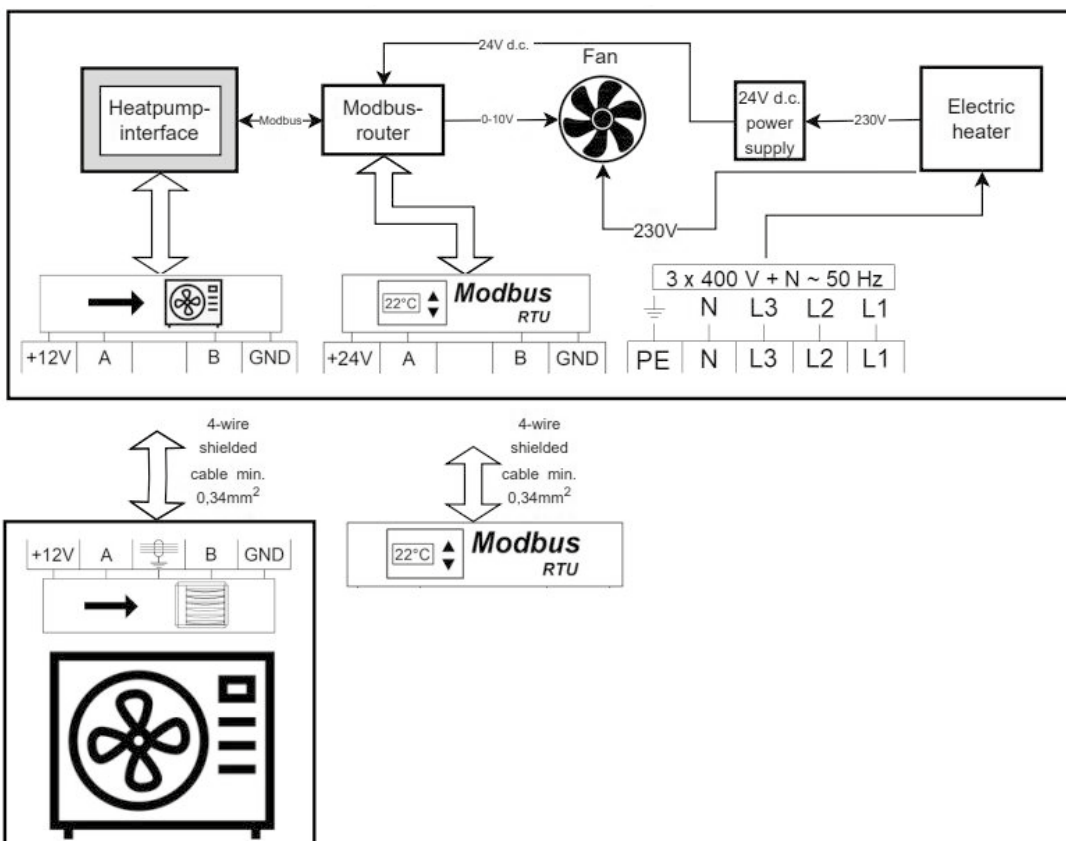 24V d.c.
Fan
Heatpump-
interface
Modbus
Modbus-
router
0-10V
24V d.c.
power
supply
230V
Electric
heater
230V
3 x 400 V + N ~ 50 Hz
N L3 L2 L1
22°C
Modbus
RTU
+12V A B GND
+24V A B GND
PE N L3 L2 L1
4-wire
shielded
cable min.
0,34mm²
4-wire
shielded
cable min.
0,34mm²
+12V A B GND
22°C
Modbus
RTU